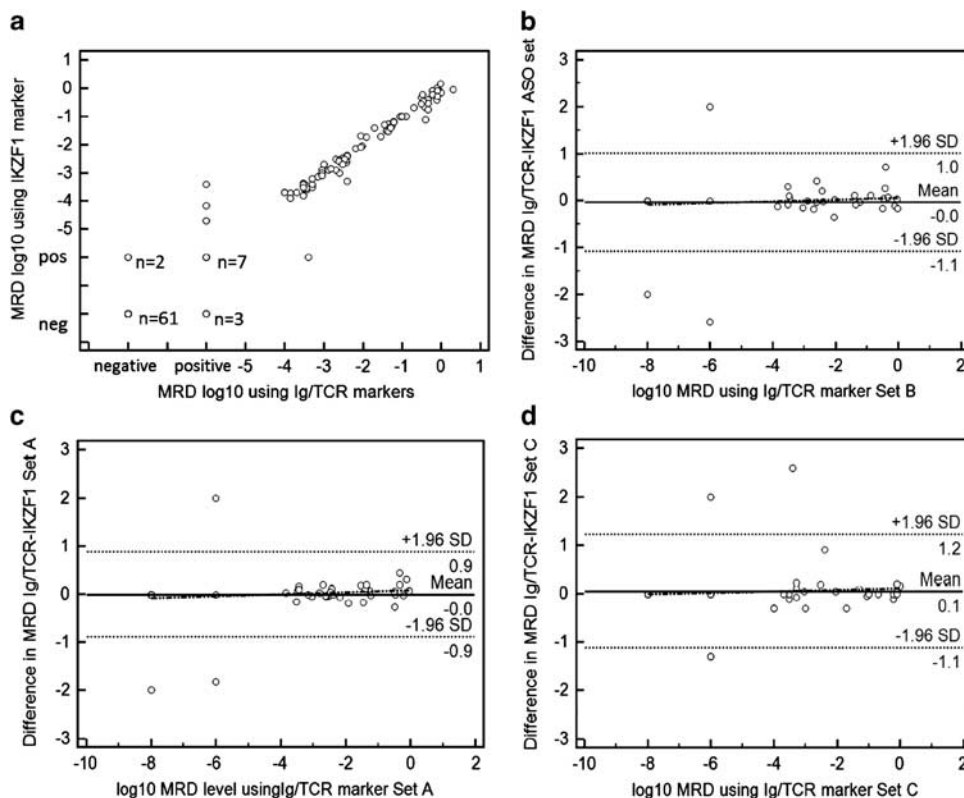 a
MRD log10 using IKZF1 marker
1
0
-1
-2
-3
-4
-5
pos
neg
n=2
n=7
n=61
n=3
negative positive -5 -4 -3 -2 -1 0 1
MRD log10 using Ig/TCR markers
b
Difference in MRD Ig/TCR-IKZF1 ASO set
3
2
1
0
-1
-2
-3
+1.96 SD
1.0
Mean
-0.0
-1.96 SD
-1.1
-10 -8 -6 -4 -2 0 2
log10 MRD using Ig/TCR marker Set B
c
Difference in MRD Ig/TCR-IKZF1 Set A
3
2
1
0
-1
-2
-3
+1.96 SD
0.9
Mean
-0.0
-1.96 SD
-0.9
-10 -8 -6 -4 -2 0 2
log10 MRD level usingIg/TCR marker Set A
d
Difference in MRD Ig/TCR-IKZF1 Set C
3
2
1
0
-1
-2
-3
+1.96 SD
1.2
Mean
0.1
-1.96 SD
-1.1
-10 -8 -6 -4 -2 0 2
log10 MRD using Ig/TCR marker Set C